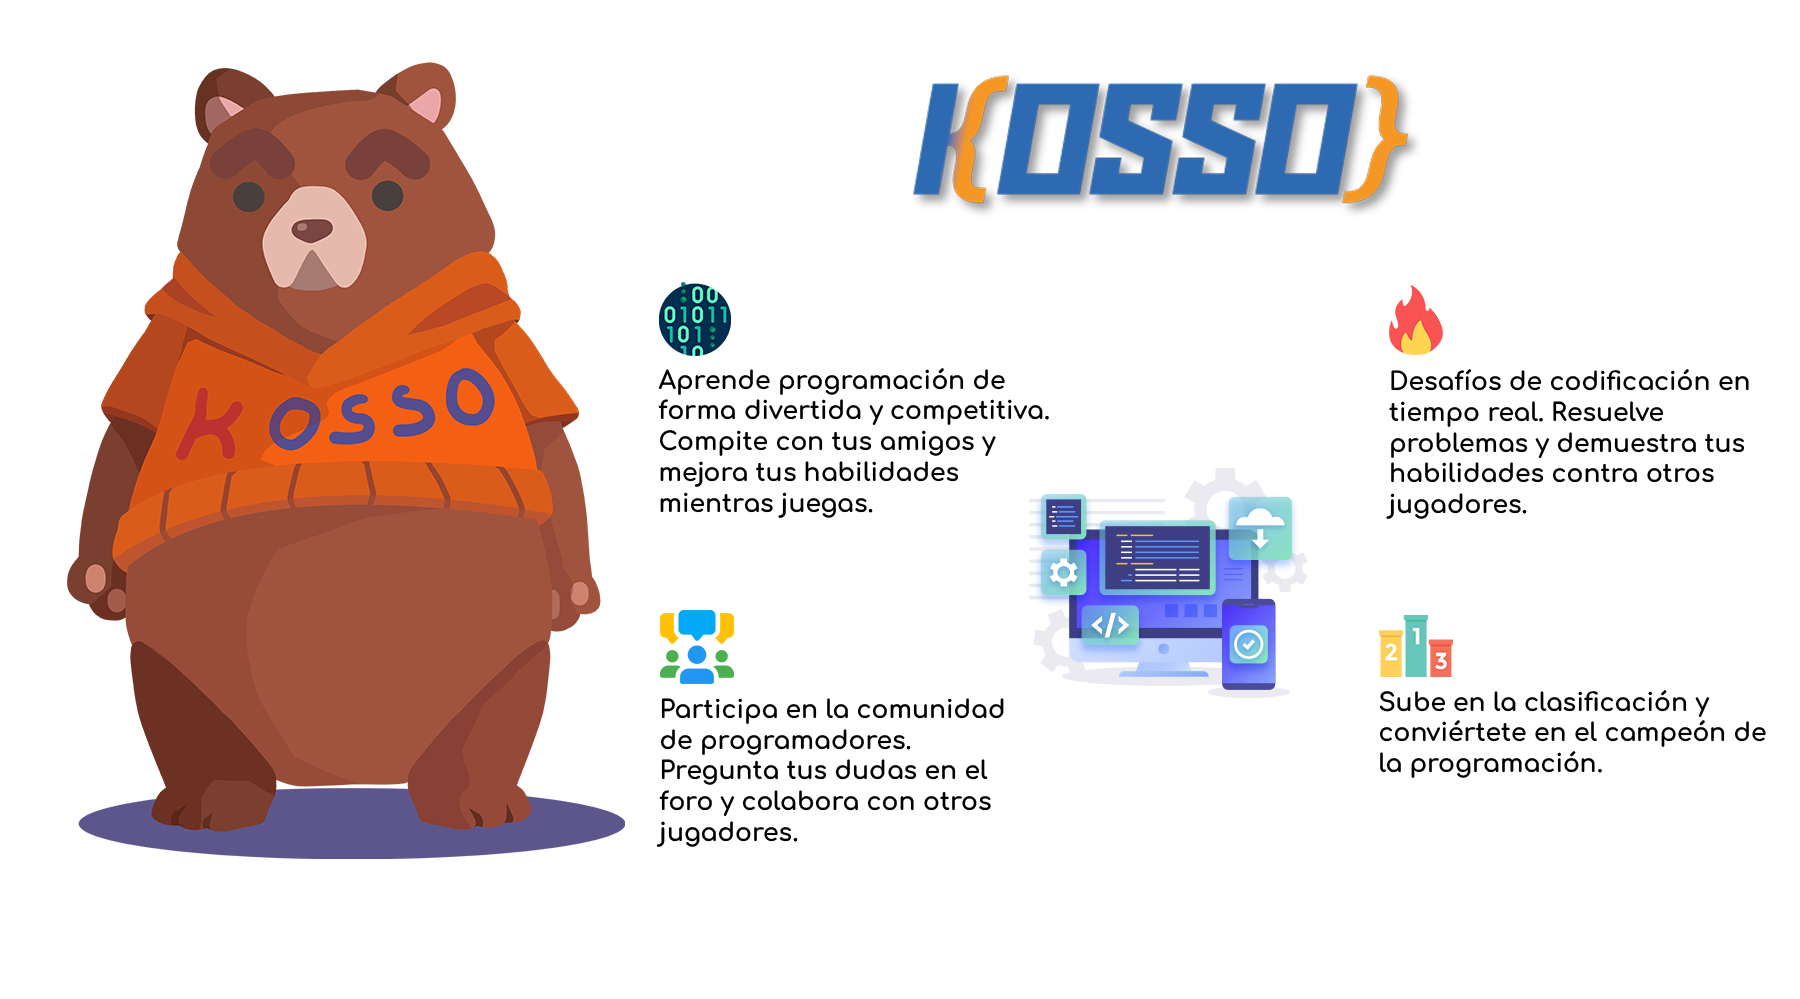 K{OSSO}
K OSSO
00
01011
101
10
Aprende programación de
forma divertida y competitiva.
Compite con tus amigos y
mejora tus habilidades
mientras juegas.
Desafíos de codificación en
tiempo real. Resuelve
problemas y demuestra tus
habilidades contra otros
jugadores.
</>
Participa en la comunidad
de programadores.
Pregunta tus dudas en el
foro y colabora con otros
jugadores.
2 1 3
Sube en la clasificación y
conviértete en el campeón de
la programación.